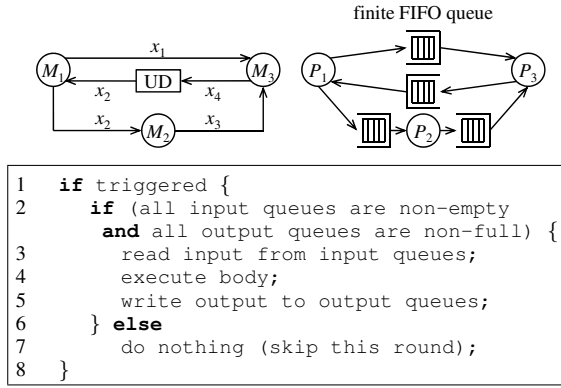 finite FIFO queue
x1
M1 UD M3
x2 x4
x2 M2 x3
P1 P3
P2
1 if triggered {
2 if (all input queues are non-empty
and all output queues are non-full) {
3 read input from input queues;
4 execute body;
5 write output to output queues;
6 } else
7 do nothing (skip this round);
8 }